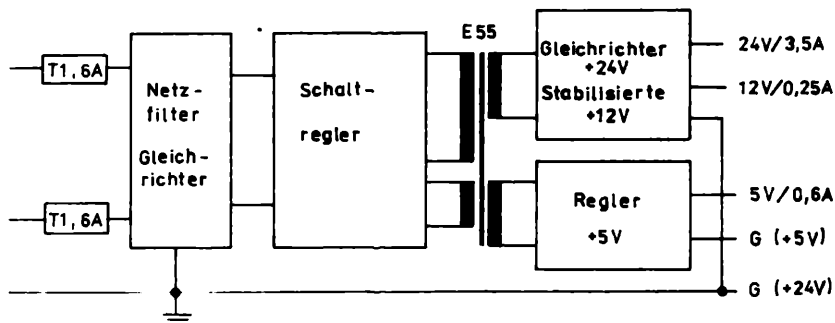 T1,6A
T1,6A
Netz-
filter
Gleich-
richter
Schalt-
regler
E55
Gleichrichter
+24V
Stabilisierte
+12V
Regler
+5V
24V/3,5A
12V/0,25A
5V/0,6A
G (+5V)
G (+24V)